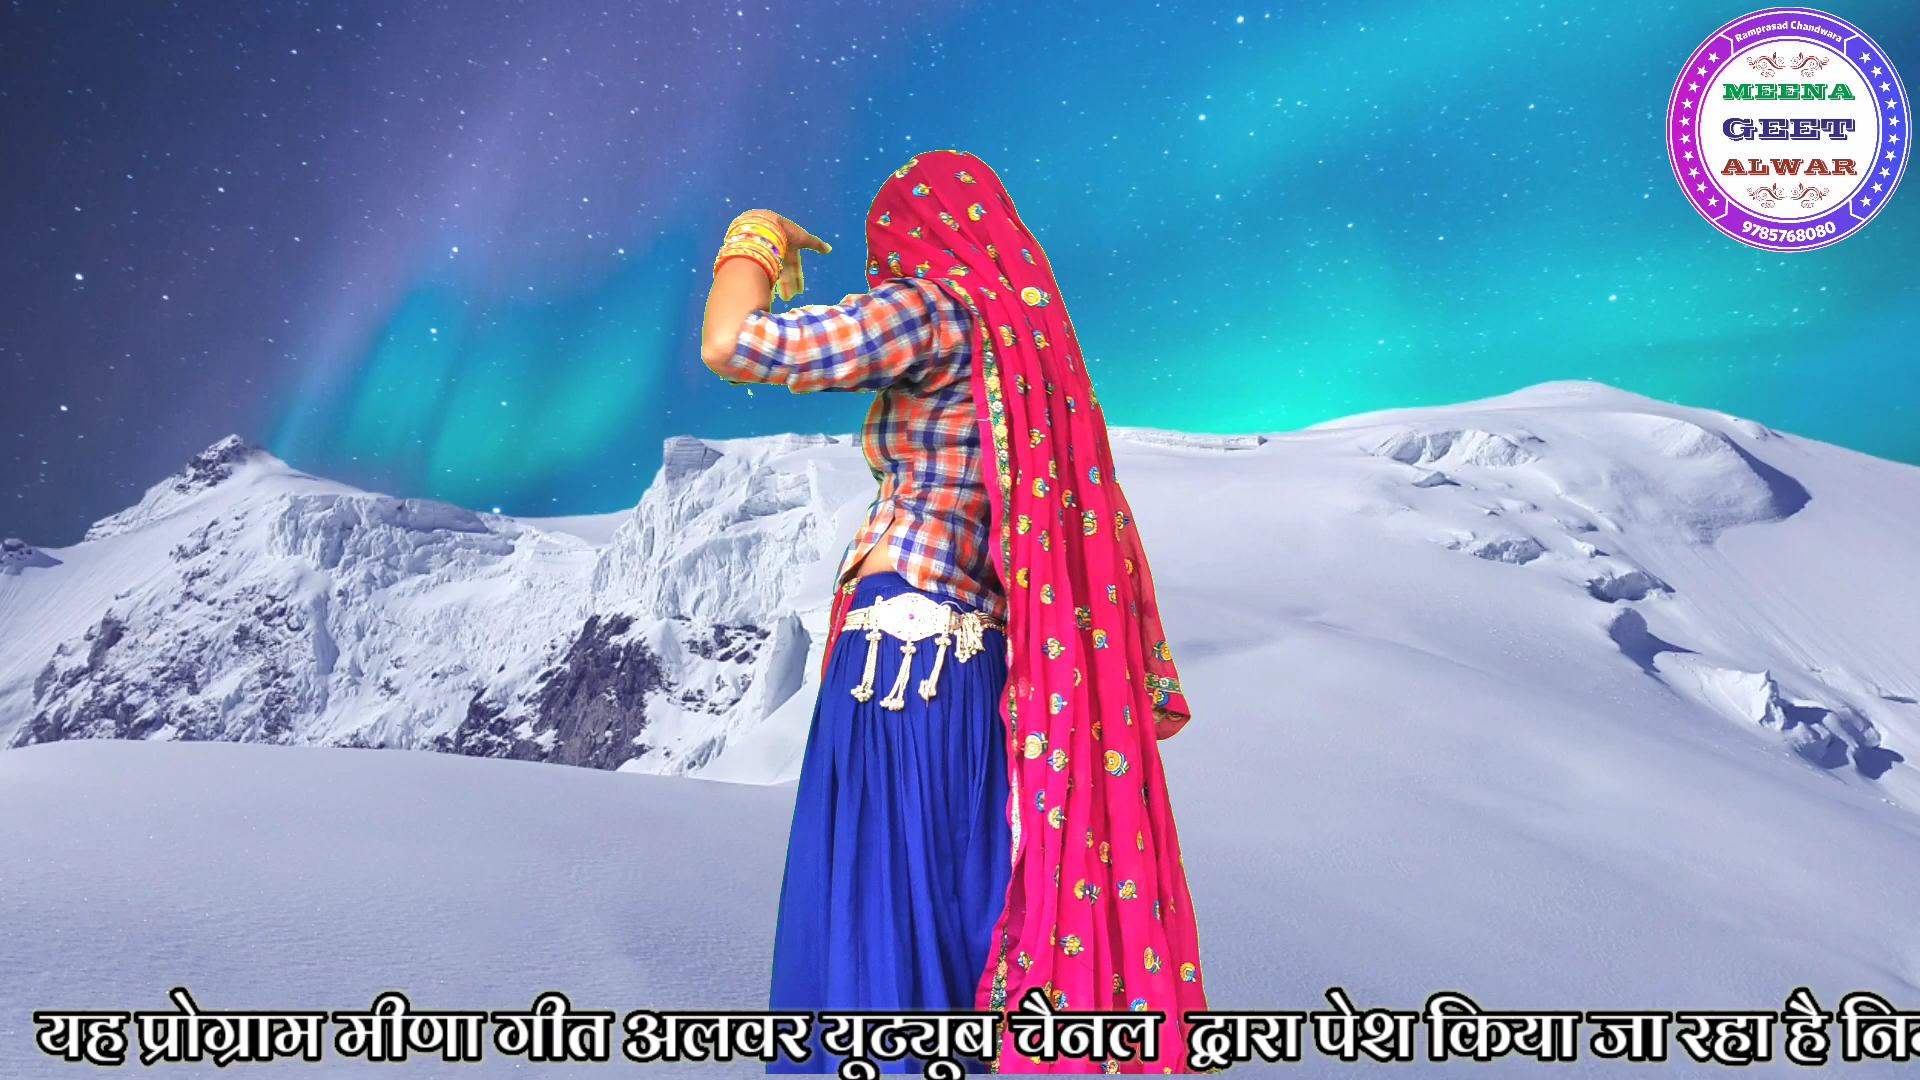 Ramprasad Chandwara
MEENA
GEET
ALWAR
9785768080
यह प्रोग्राम मीणा गीत अलवर यूट्यूब चैनल द्वारा पेश किया जा रहा है